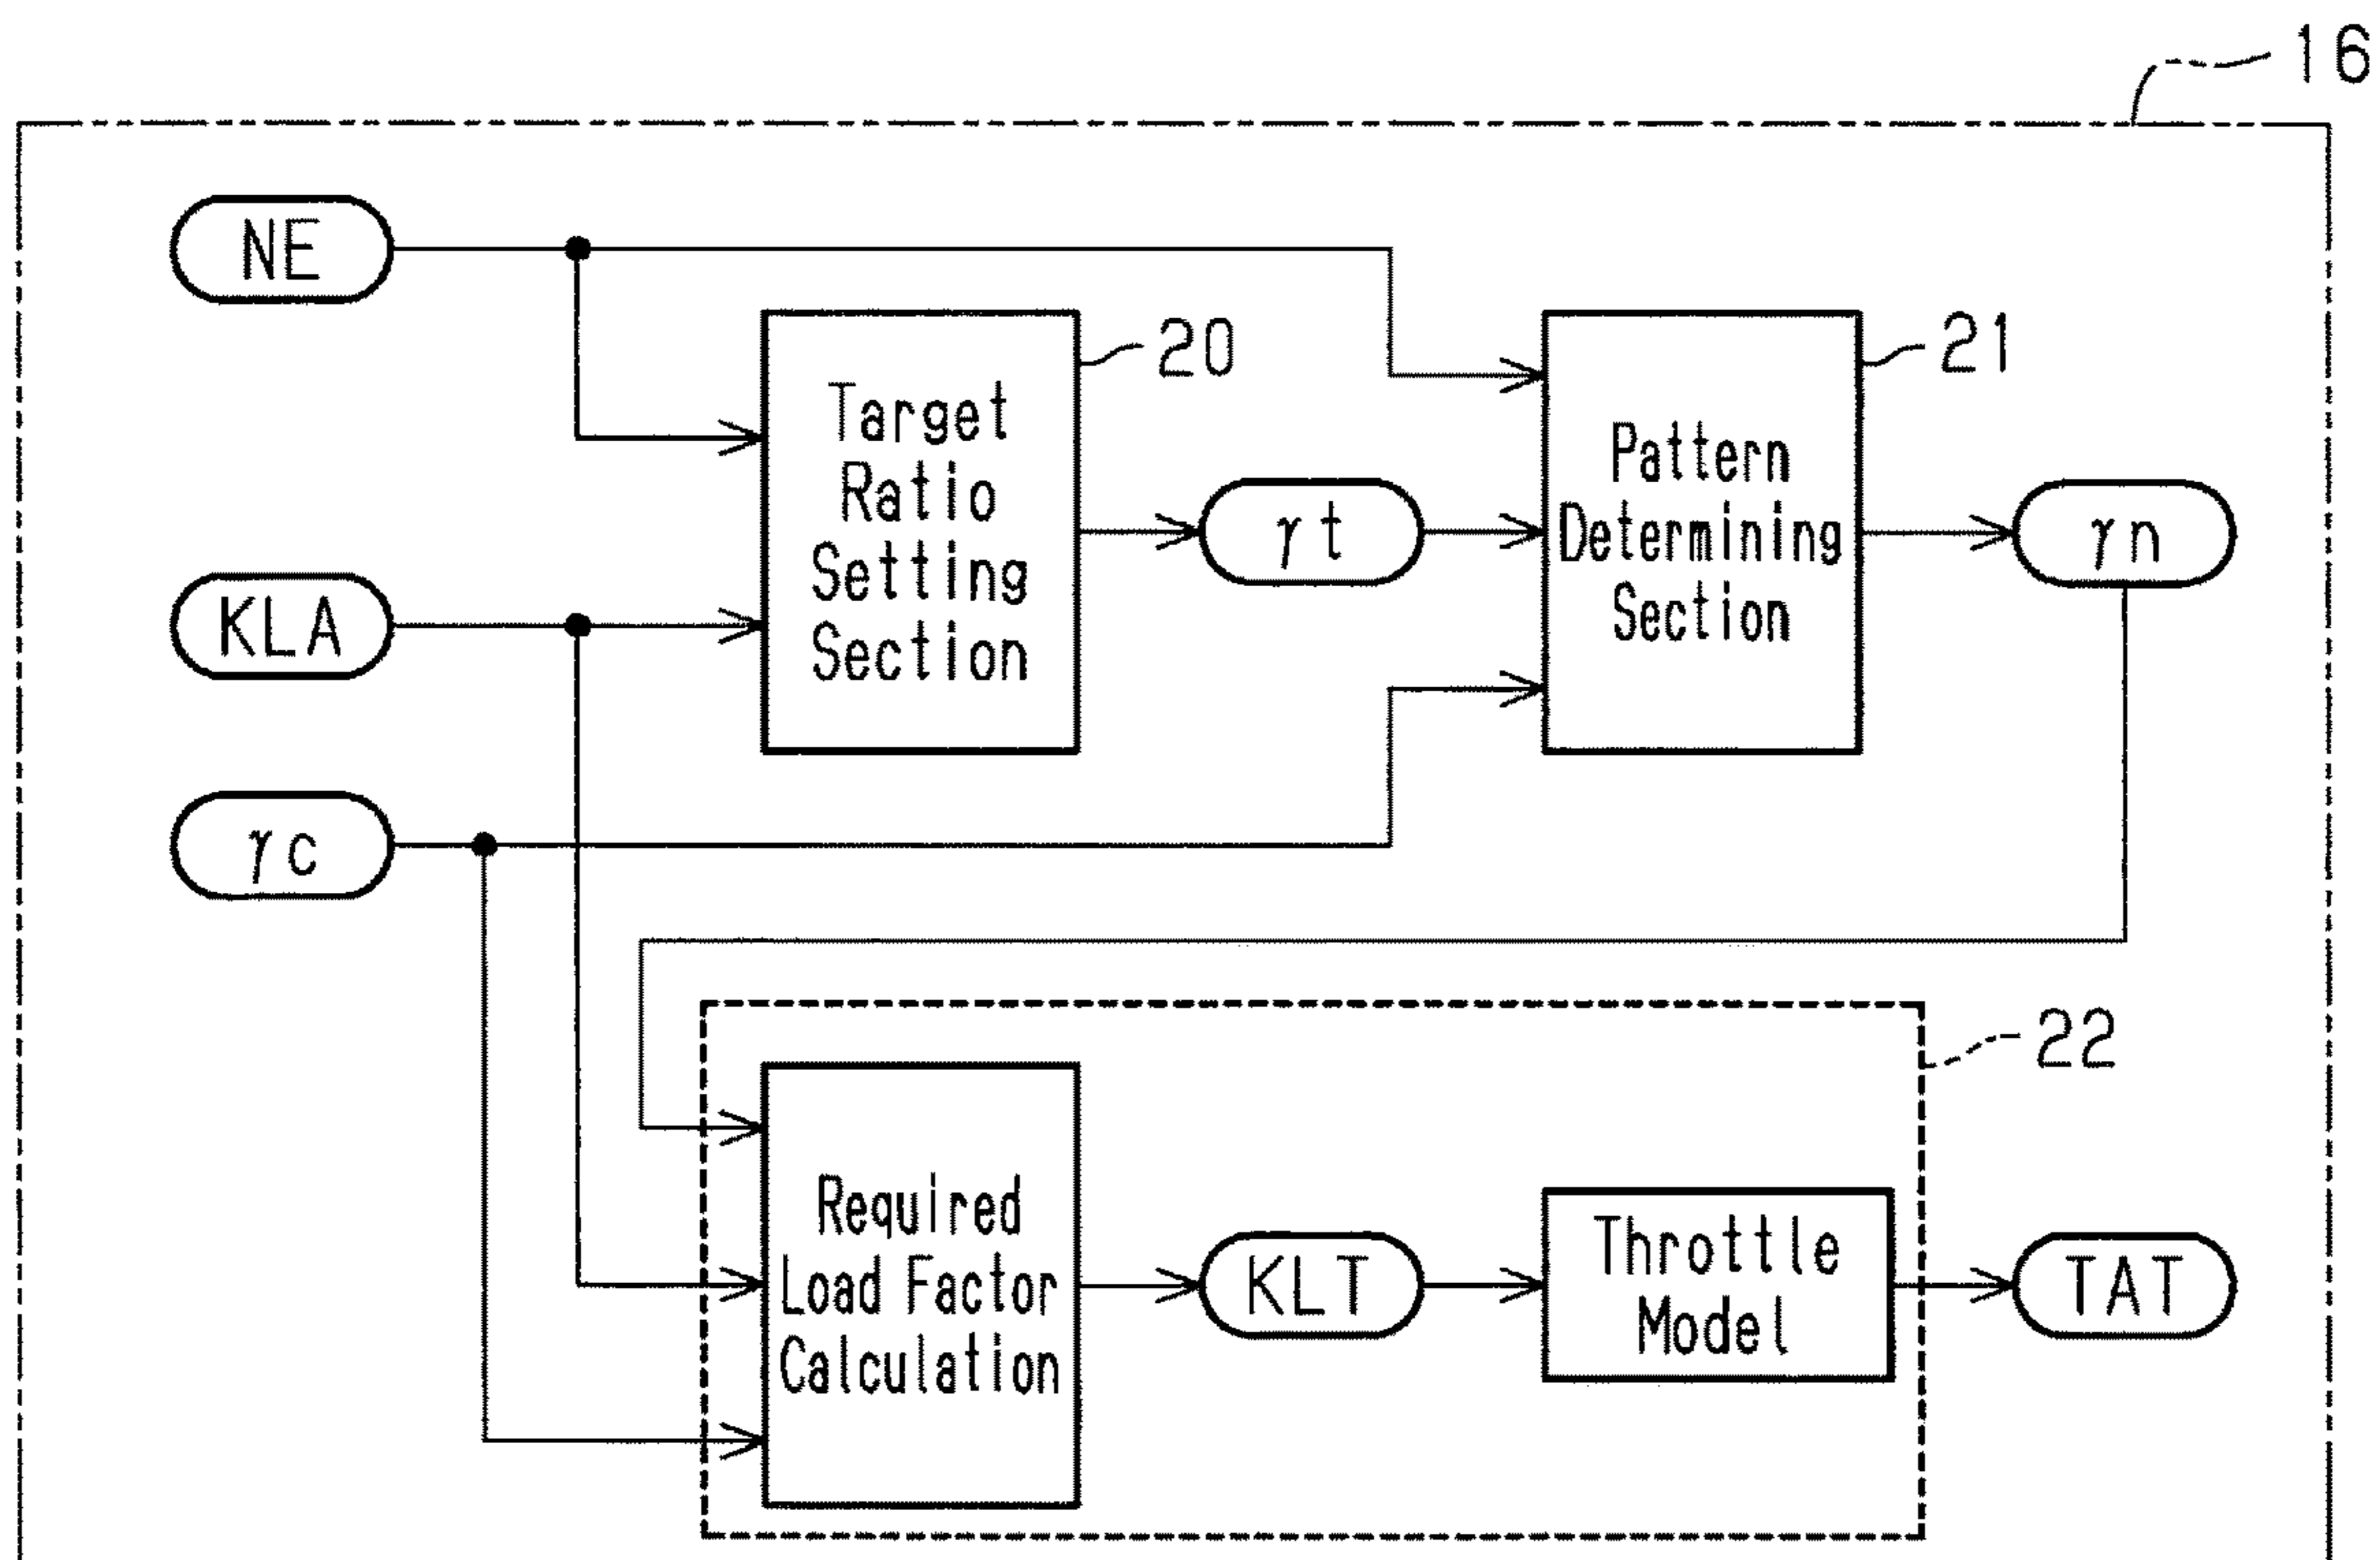 16
NE
20
21
Target
Ratio
Setting
Section
Pattern
Determining
Section
γt
γn
KLA
γc
22
Required
Load Factor
Calculation
KLT
Throttle
Model
TAT